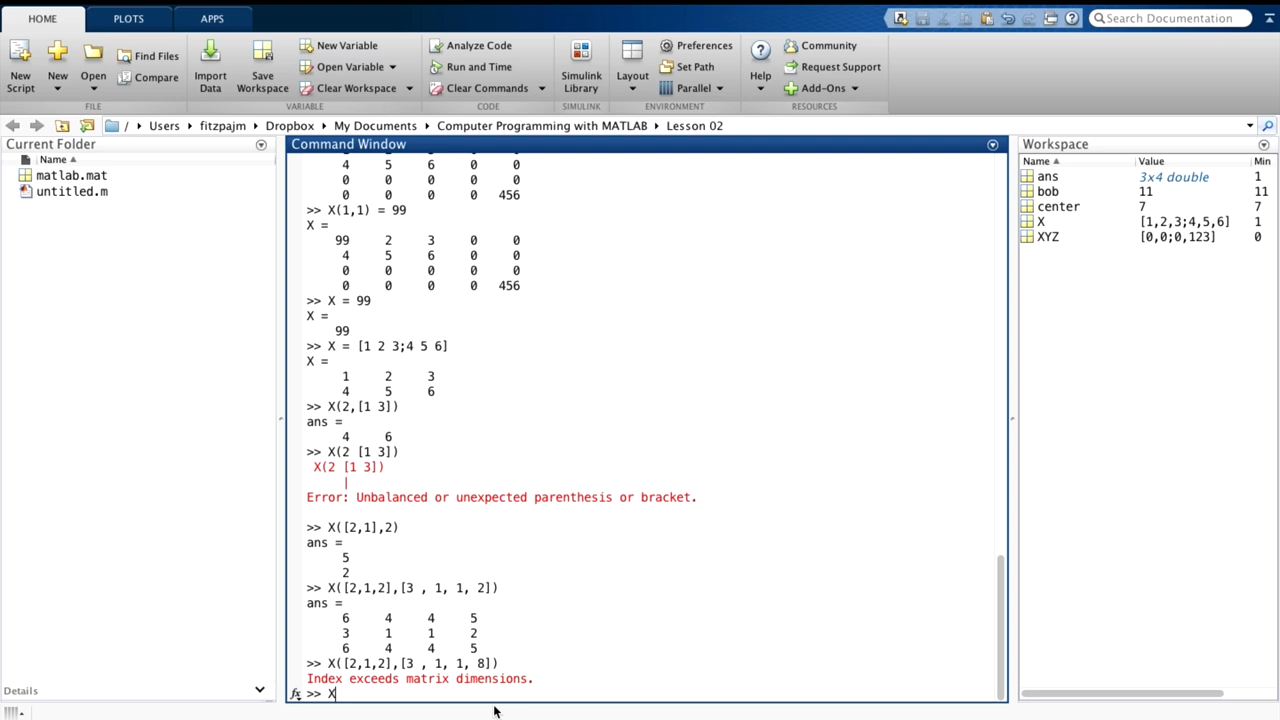 HOME PLOTS APPS Search Documentation
New Script New Open Find Files Compare Import Data Save Workspace New Variable Open Variable Clear Workspace Analyze Code Run and Time Clear Commands Simulink Library Layout Preferences Set Path Parallel Help Community Request Support Add-Ons
FILE VARIABLE CODE SIMULINK ENVIRONMENT RESOURCES
/ Users fitzpajm Dropbox My Documents Computer Programming with MATLAB Lesson 02
Current Folder
Name
matlab.mat
untitled.m
Details
Command Window
4 5 6 0 0
0 0 0 0 0
0 0 0 0 456
>> X(1,1) = 99
X =
99 2 3 0 0
4 5 6 0 0
0 0 0 0 0
0 0 0 0 456
>> X = 99
X =
99
>> X = [1 2 3;4 5 6]
X =
1 2 3
4 5 6
>> X(2,[1 3])
ans =
4 6
>> X(2 [1 3])
X(2 [1 3])
|
Error: Unbalanced or unexpected parenthesis or bracket.
>> X([2,1],2)
ans =
5
2
>> X([2,1,2],[3 , 1, 1, 2])
ans =
6 4 4 5
3 1 1 2
6 4 4 5
>> X([2,1,2],[3 , 1, 1, 8])
Index exceeds matrix dimensions.
fx >> X
Workspace
Name Value Min
ans 3x4 double 1
bob 11 11
center 7 7
X [1,2,3;4,5,6] 1
XYZ [0,0;0,123] 0